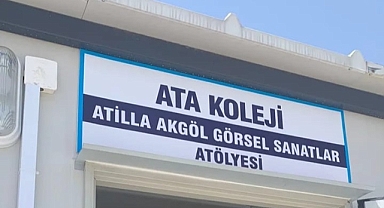 ATA KOLEJİ
ATİLLA AKGÖL GÖRSEL SANATLAR
ATÖLYESİ